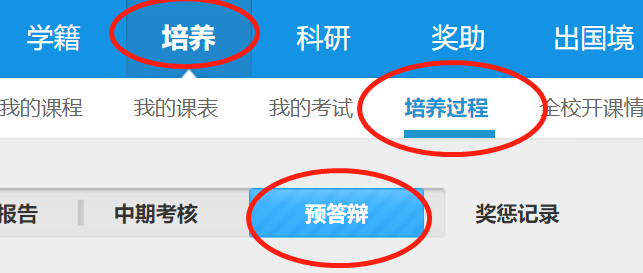 学籍 培养 科研 奖助 出国境
我的课程 我的课表 我的考试 培养过程 全校开课情
报告 中期考核 预答辩 奖惩记录